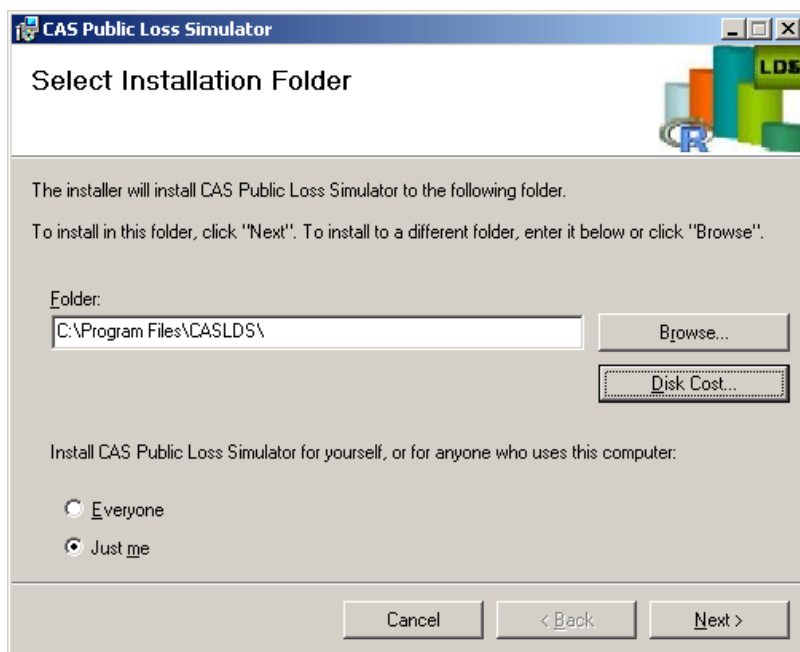 CAS Public Loss Simulator
Select Installation Folder
LDS
R
The installer will install CAS Public Loss Simulator to the following folder.
To install in this folder, click "Next". To install to a different folder, enter it below or click "Browse".
Folder:
C:\Program Files\CASLDS\
Browse...
Disk Cost...
Install CAS Public Loss Simulator for yourself, or for anyone who uses this computer:
Everyone
Just me
Cancel
< Back
Next >